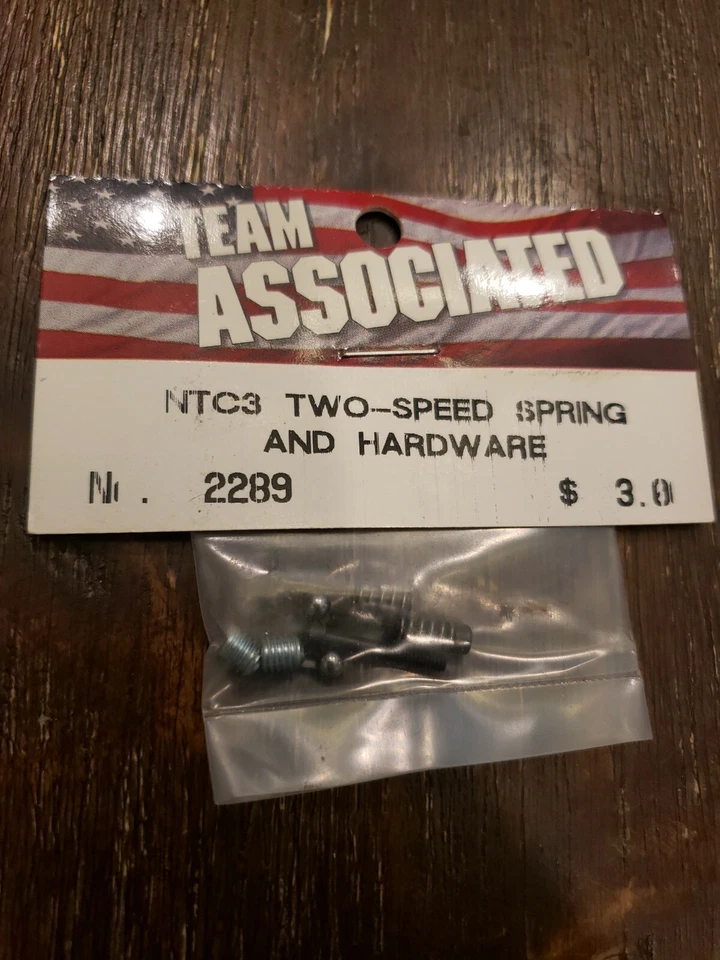 TEAM
ASSOCIATED
NTC3 TWO-SPEED SPRING
AND HARDWARE
No. 2289 $ 3.0